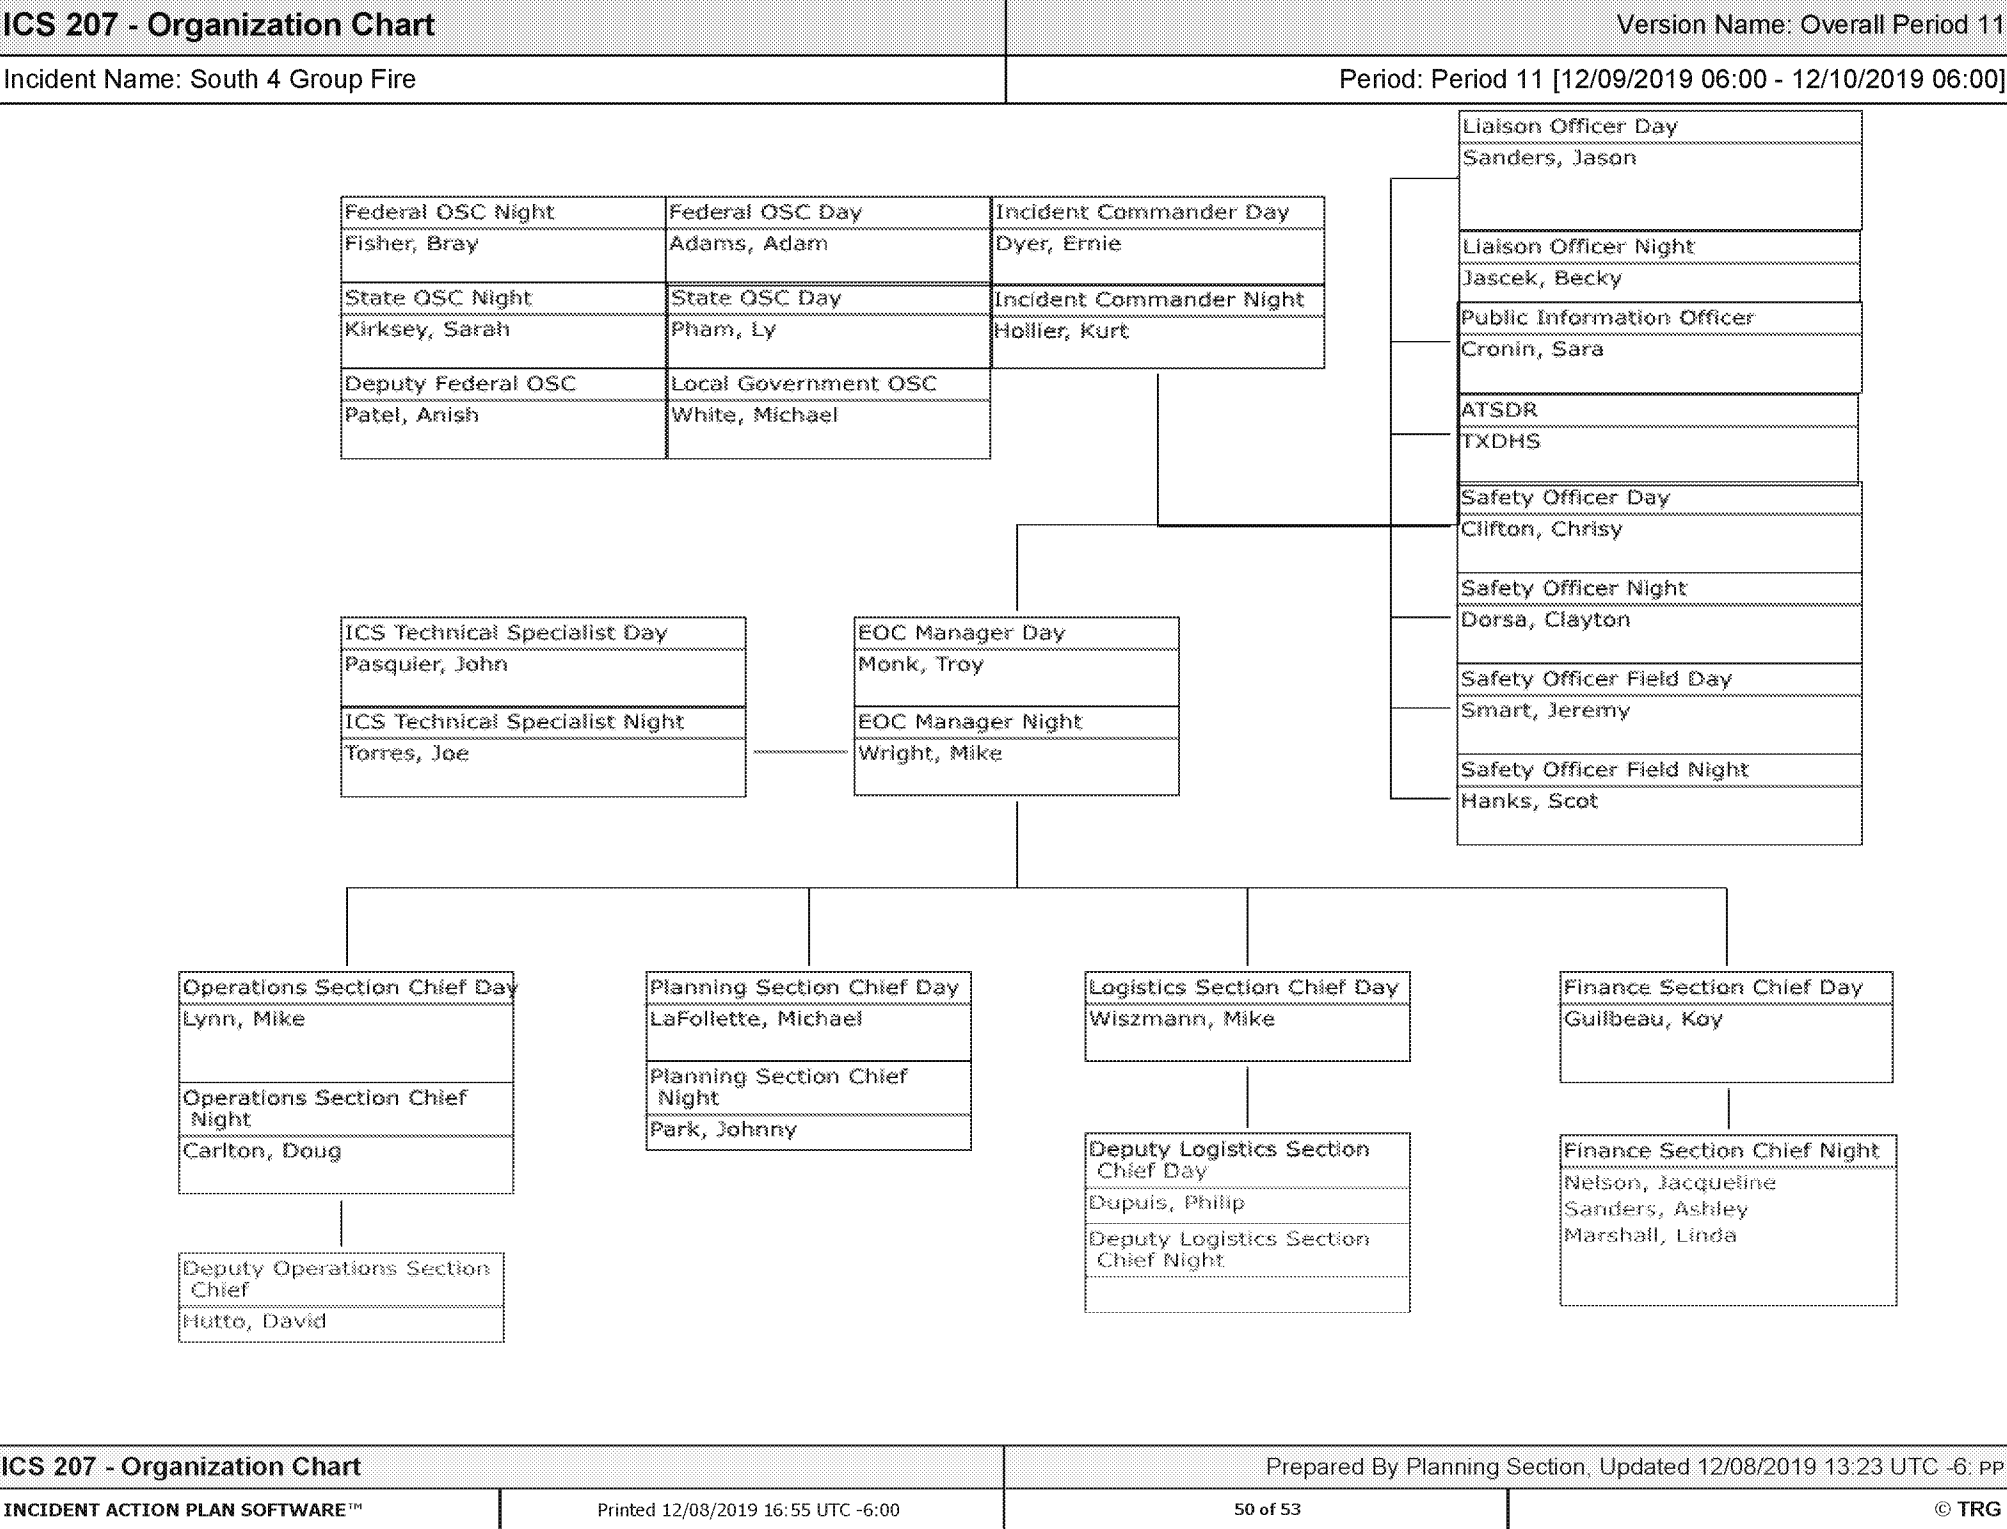 ICS 207 - Organization Chart
Version Name: Overall Period 11
Incident Name: South 4 Group Fire
Period: Period 11 [12/09/2019 06:00 - 12/10/2019 06:00]
Liaison Officer Day
Sanders, Jason
Federal OSC Night
Fisher, Bray
Federal OSC Day
Adams, Adam
Incident Commander Day
Dyer, Ernie
Liaison Officer Night
Jascek, Becky
State OSC Night
Kirksey, Sarah
State OSC Day
Pham, Ly
Incident Commander Night
Hollier, Kurt
Public Information Officer
Cronin, Sara
Deputy Federal OSC
Patel, Anish
Local Government OSC
White, Michael
ATSDR
TXDHS
Safety Officer Day
Clifton, Chrisy
Safety Officer Night
Dorsa, Clayton
ICS Technical Specialist Day
Pasquier, John
EOC Manager Day
Monk, Troy
Safety Officer Field Day
Smart, Jeremy
ICS Technical Specialist Night
Torres, Joe
EOC Manager Night
Wright, Mike
Safety Officer Field Night
Hanks, Scot
Operations Section Chief Day
Lynn, Mike
Operations Section Chief
Night
Carlton, Doug
Deputy Operations Section
Chief
Hutto, David
Planning Section Chief Day
LaFollette, Michael
Planning Section Chief
Night
Park, Johnny
Logistics Section Chief Day
Wiszmann, Mike
Deputy Logistics Section
Chief Day
Dupuis, Philip
Deputy Logistics Section
Chief Night
Finance Section Chief Day
Guilbeau, Koy
Finance Section Chief Night
Nelson, Jacqueline
Sanders, Ashley
Marshall, Linda
ICS 207 - Organization Chart
Prepared By Planning Section, Updated 12/08/2019 13:23 UTC -6: PP
INCIDENT ACTION PLAN SOFTWARE™
Printed 12/08/2019 16:55 UTC -6:00
50 of 53
© TRG